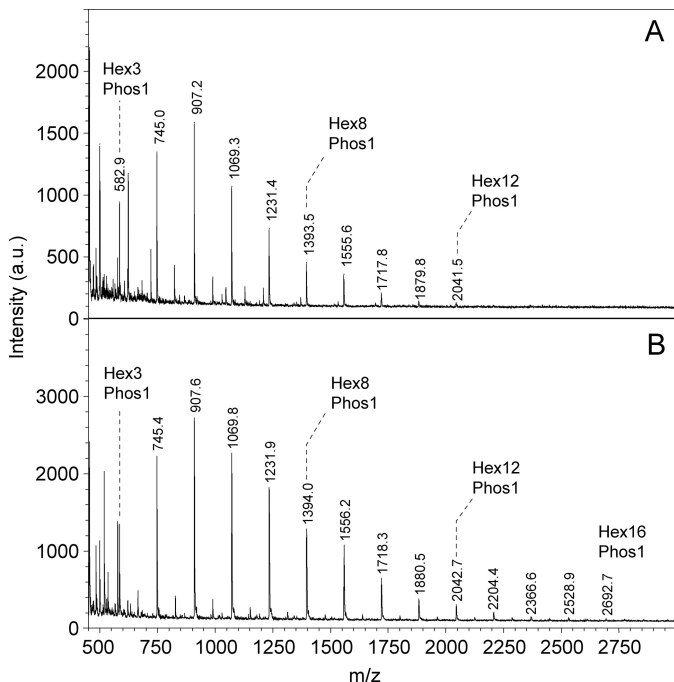 A
2000
1500
1000
500
0
Hex3
Phos1
582.9
745.0
907.2
1069.3
1231.4
Hex8
Phos1
1393.5
1555.6
1717.8
1879.8
Hex12
Phos1
2041.5
Intensity (a.u.)
B
3000
2000
1000
0
Hex3
Phos1
745.4
907.6
1069.8
1231.9
Hex8
Phos1
1394.0
1556.2
1718.3
1880.5
Hex12
Phos1
2042.7
2204.4
2366.6
2528.9
Hex16
Phos1
2692.7
500 750 1000 1250 1500 1750 2000 2250 2500 2750
m/z